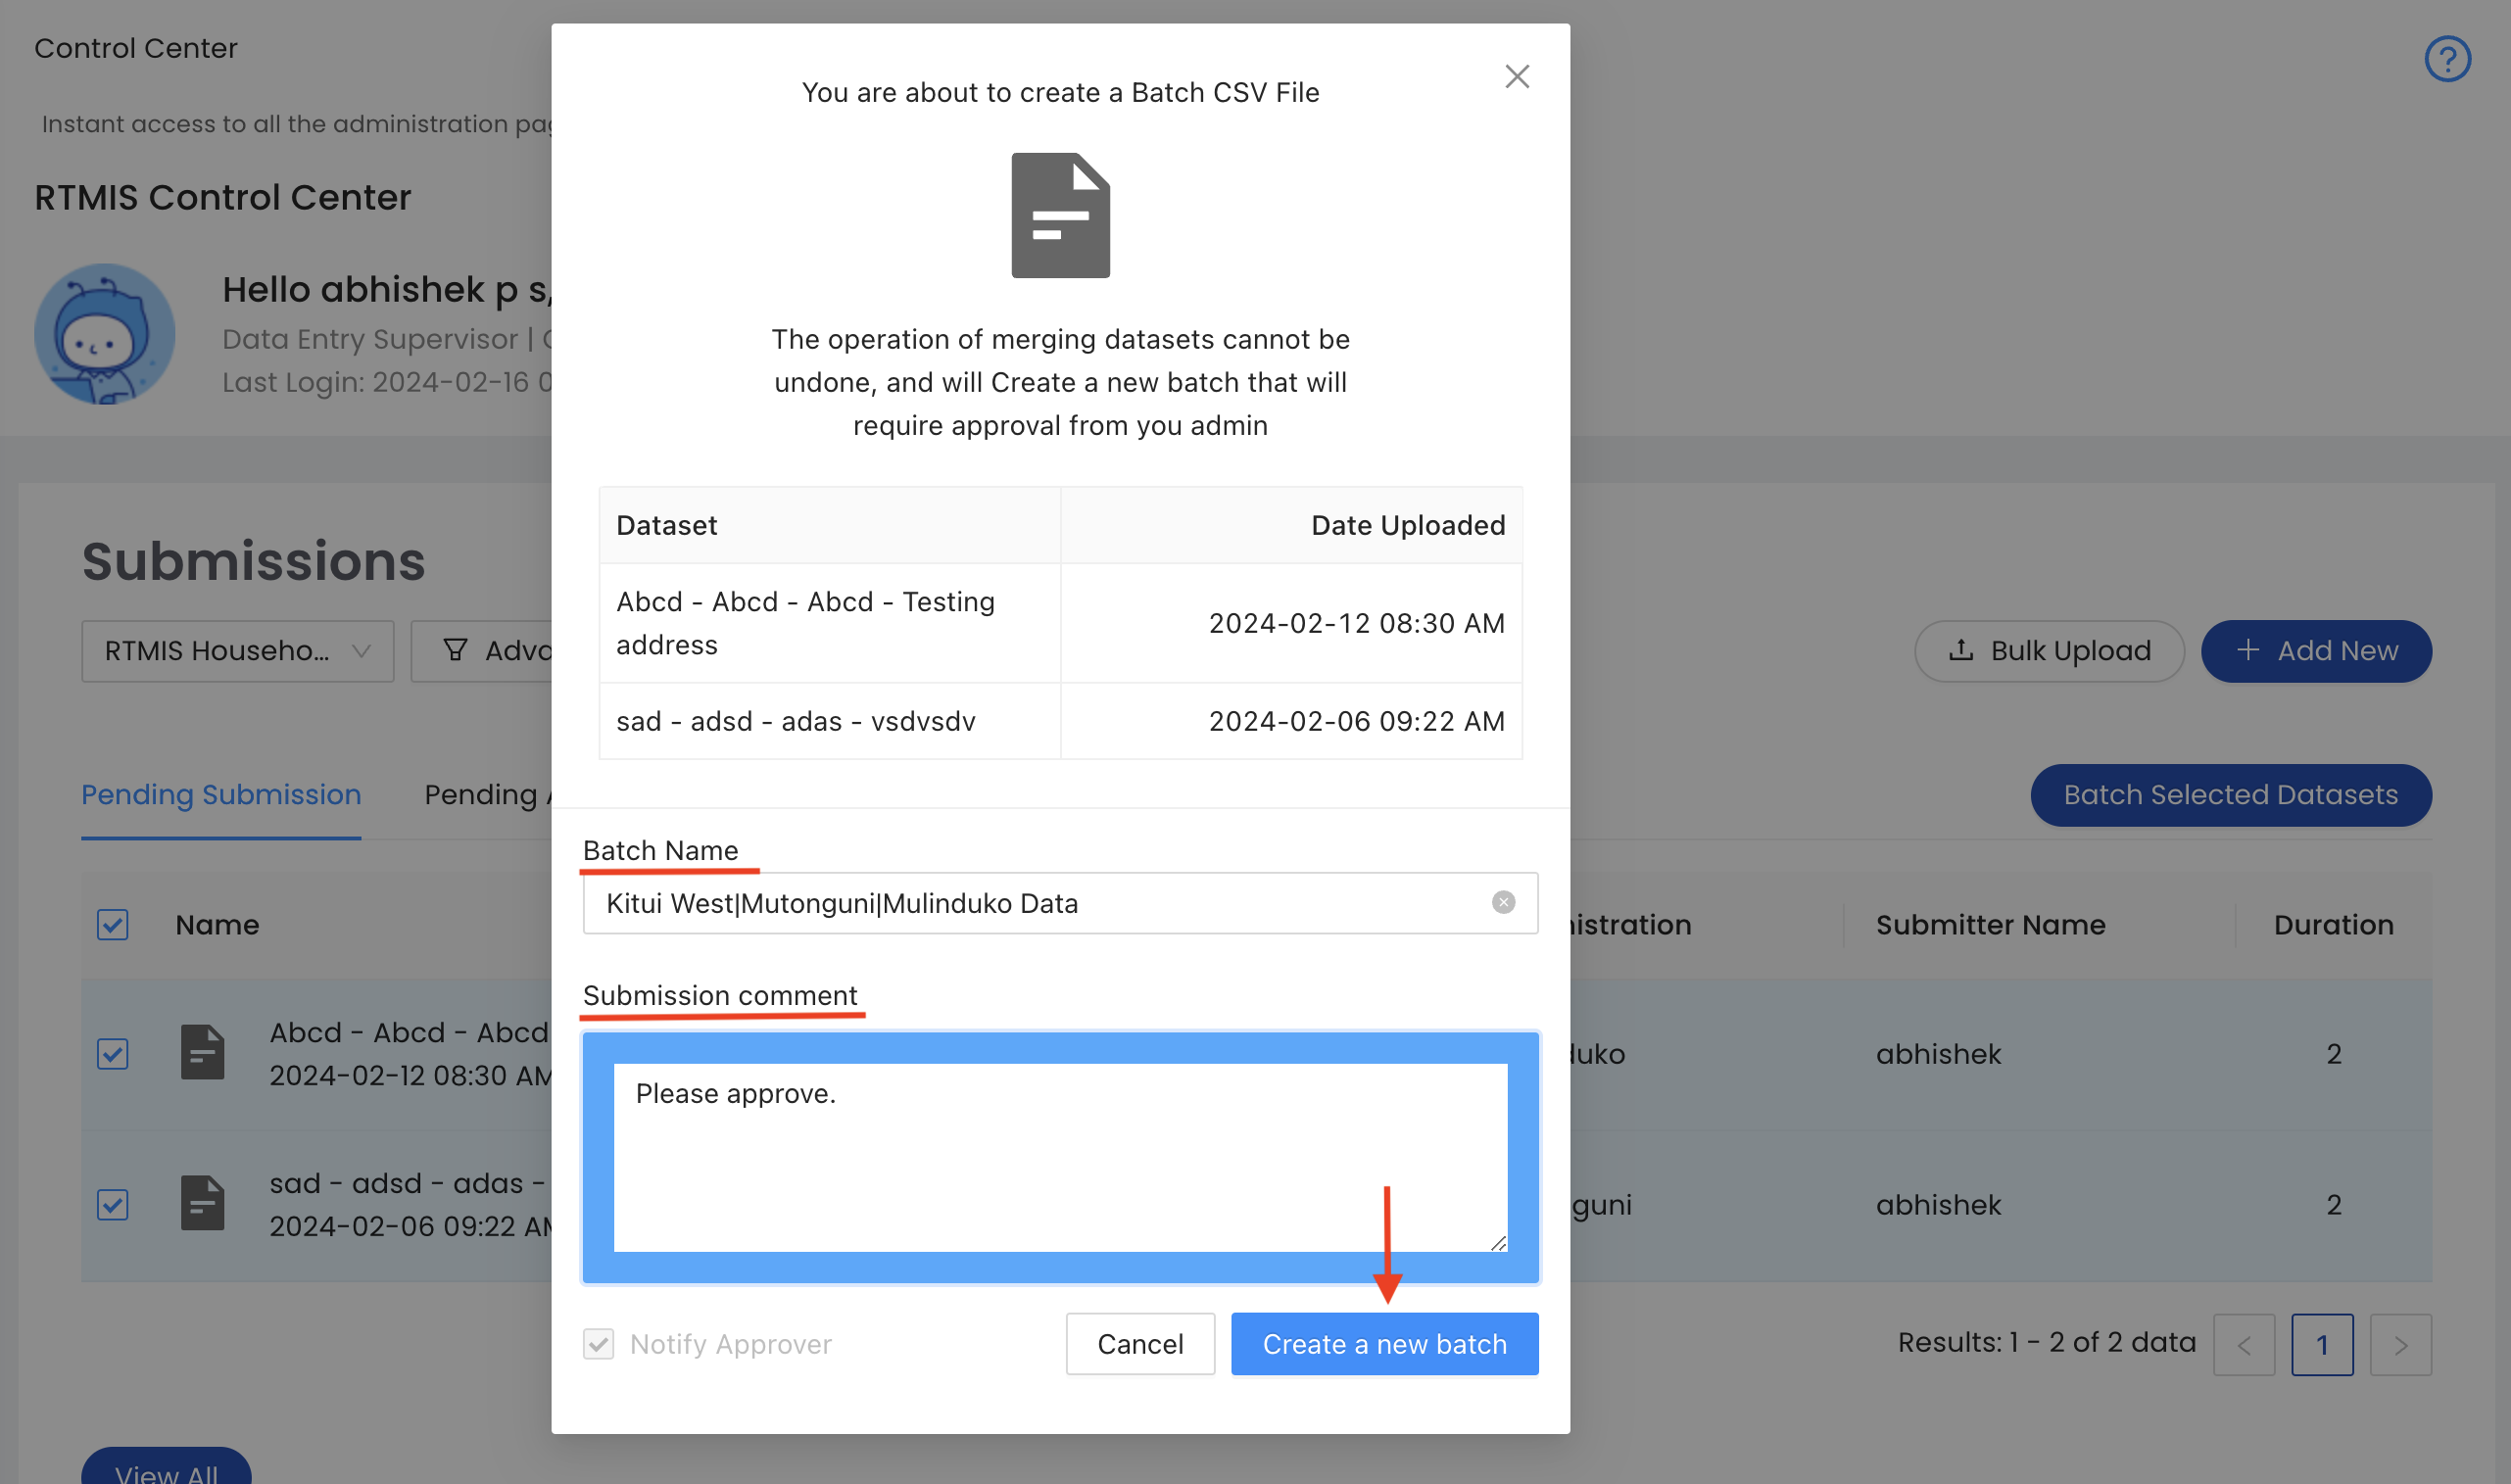 Control Center
Instant access to all the administration
RTMIS Control Center
Hello abhishek p s,
Data Entry Supervisor |
Last Login: 2024-02-16 0
Submissions
RTMIS Househo...
Bulk Upload
+ Add New
Pending Submission
Pending
Batch Selected Datasets
Name
Submitter Name
Duration
Abcd - Abcd - Abcd
2024-02-12 08:30 AM
abhishek
2
sad - adsd - adas -
2024-02-06 09:22 AM
abhishek
2
Results: 1 - 2 of 2 data
<
1
>
View All
?
You are about to create a Batch CSV File
The operation of merging datasets cannot be
undone, and will Create a new batch that will
require approval from you admin
Dataset
Date Uploaded
Abcd - Abcd - Abcd - Testing
address
2024-02-12 08:30 AM
sad - adsd - adas - vsdvsdv
2024-02-06 09:22 AM
Batch Name
Kitui West|Mutonguni|Mulinduko Data
Submission comment
Please approve.
Notify Approver
Cancel
Create a new batch